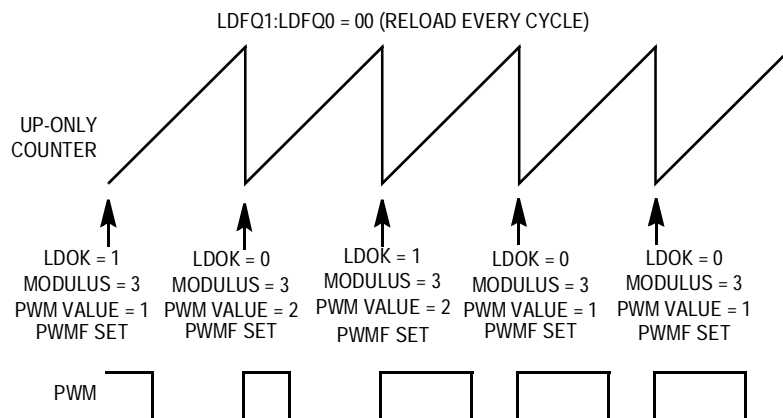 LDFQ1:LDFQ0 = 00 (RELOAD EVERY CYCLE)
UP-ONLY
COUNTER
LDOK = 1
MODULUS = 3
PWM VALUE = 1
PWMF SET
LDOK = 0
MODULUS = 3
PWM VALUE = 2
PWMF SET
LDOK = 1
MODULUS = 3
PWM VALUE = 2
PWMF SET
LDOK = 0
MODULUS = 3
PWM VALUE = 1
PWMF SET
LDOK = 0
MODULUS = 3
PWM VALUE = 1
PWMF SET
PWM